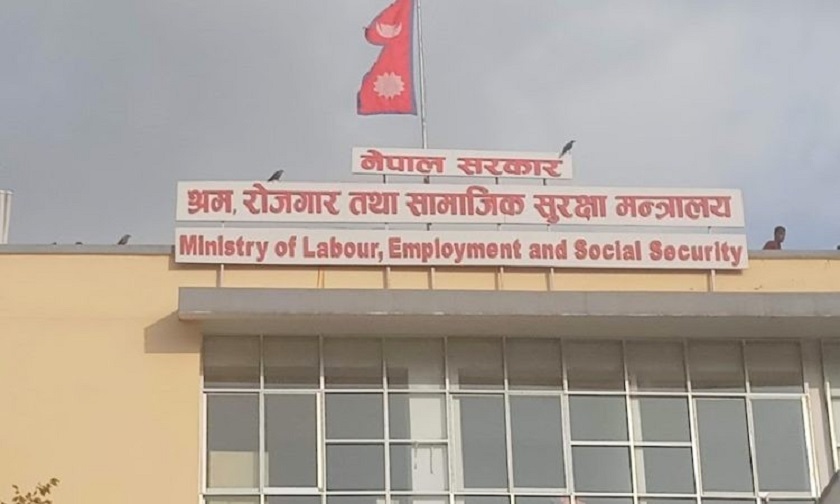 नेपाल सरकार
श्रम, रोजगार तथा सामाजिक सुरक्षा मन्त्रालय
Ministry of Labour, Employment and Social Security